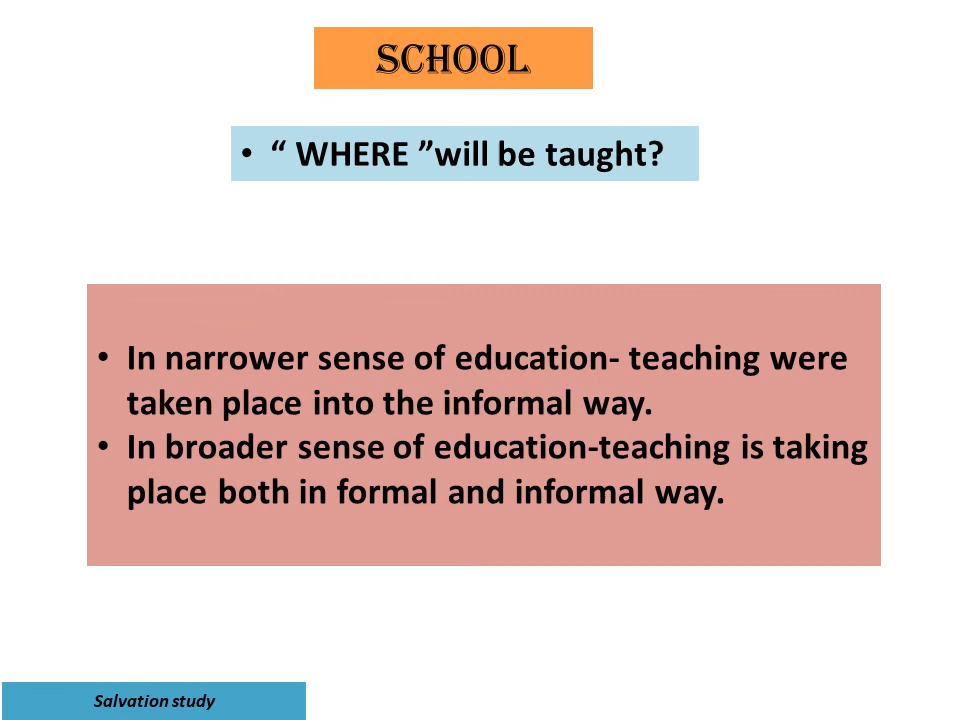 SCHOOL
• “ WHERE ”will be taught?
• In narrower sense of education- teaching were
taken place into the informal way.
• In broader sense of education-teaching is taking
place both in formal and informal way.
Salvation study